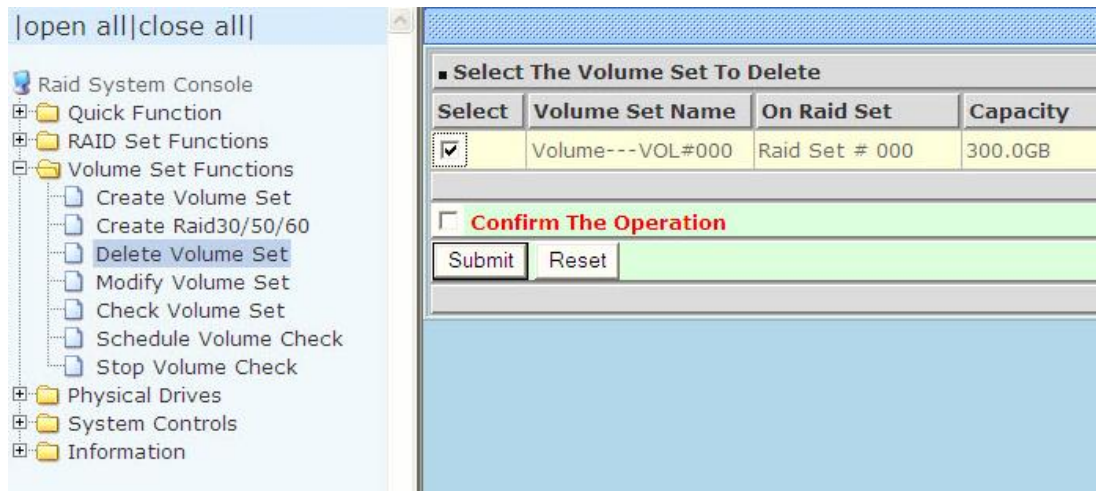 |open all|close all|
Raid System Console
Quick Function
RAID Set Functions
Volume Set Functions
Create Volume Set
Create Raid30/50/60
Delete Volume Set
Modify Volume Set
Check Volume Set
Schedule Volume Check
Stop Volume Check
Physical Drives
System Controls
Information
Select The Volume Set To Delete
Select Volume Set Name On Raid Set Capacity
Volume---VOL#000 Raid Set # 000 300.0GB
Confirm The Operation
Submit Reset